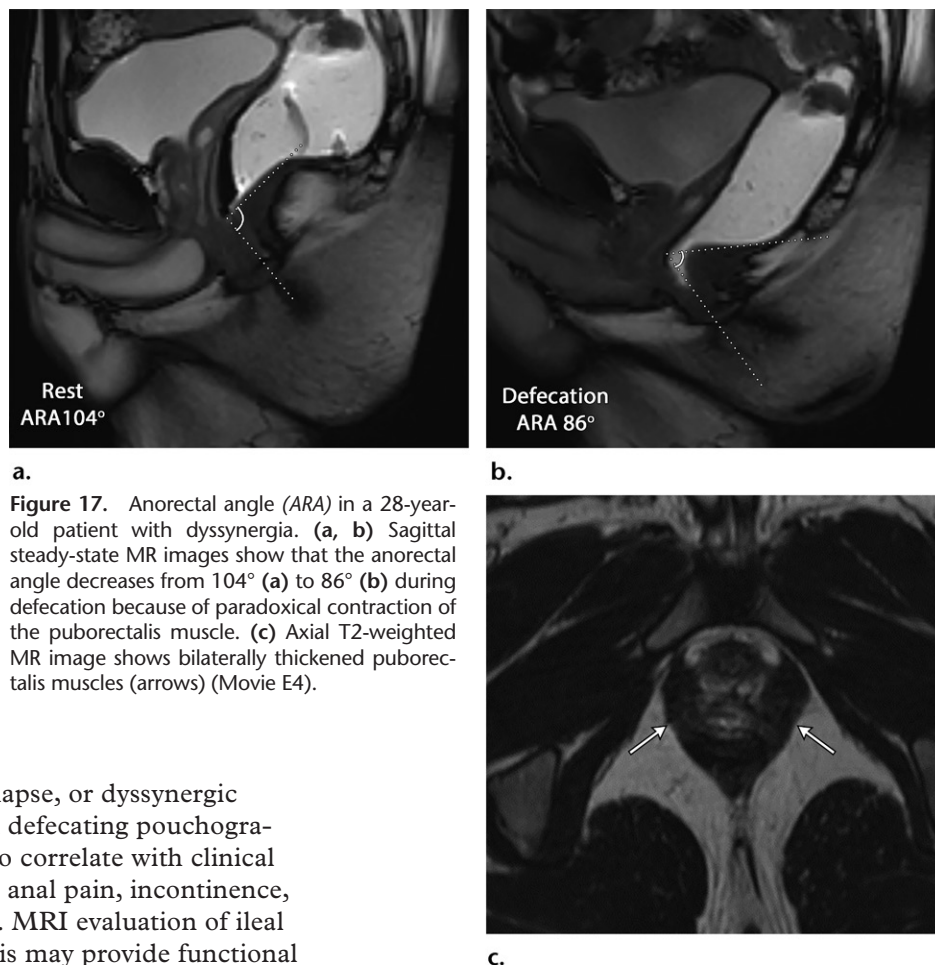 Rest
ARA104°
Defecation
ARA 86°
a.
b.
Figure 17. Anorectal angle (ARA) in a 28-year-
old patient with dyssynergia. (a, b) Sagittal
steady-state MR images show that the anorectal
angle decreases from 104° (a) to 86° (b) during
defecation because of paradoxical contraction of
the puborectalis muscle. (c) Axial T2-weighted
MR image shows bilaterally thickened puborec-
talis muscles (arrows) (Movie E4).
c.
lapse, or dyssynergic
defecating pouchogra-
o correlate with clinical
anal pain, incontinence,
. MRI evaluation of ileal
is may provide functional